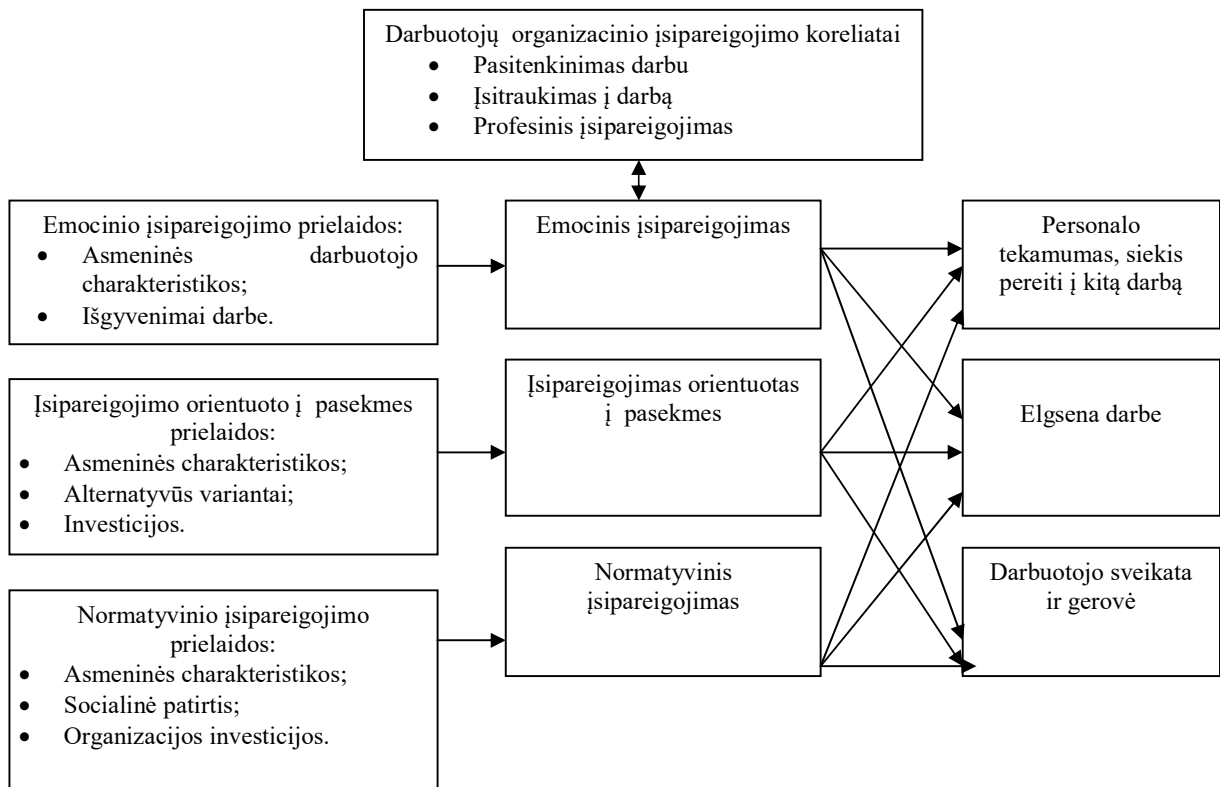 Darbuotojų organizacinio įsipareigojimo koreliatai
• Pasitenkinimas darbu
• Įsitraukimas į darbą
• Profesinis įsipareigojimas
Emocinio įsipareigojimo prielaidos:
• Asmeninės darbuotojo
charakteristikos;
• Išgyvenimai darbe.
Emocinis įsipareigojimas
Personalo
tekamumas, siekis
pereiti į kitą darbą
Įsipareigojimo orientuoto į pasekmes
prielaidos:
• Asmeninės charakteristikos;
• Alternatyvūs variantai;
• Investicijos.
Įsipareigojimas orientuotas
į pasekmes
Elgsena darbe
Normatyvinio įsipareigojimo
prielaidos:
• Asmeninės charakteristikos;
• Socialinė patirtis;
• Organizacijos investicijos.
Normatyvinis
įsipareigojimas
Darbuotojo sveikata
ir gerovė